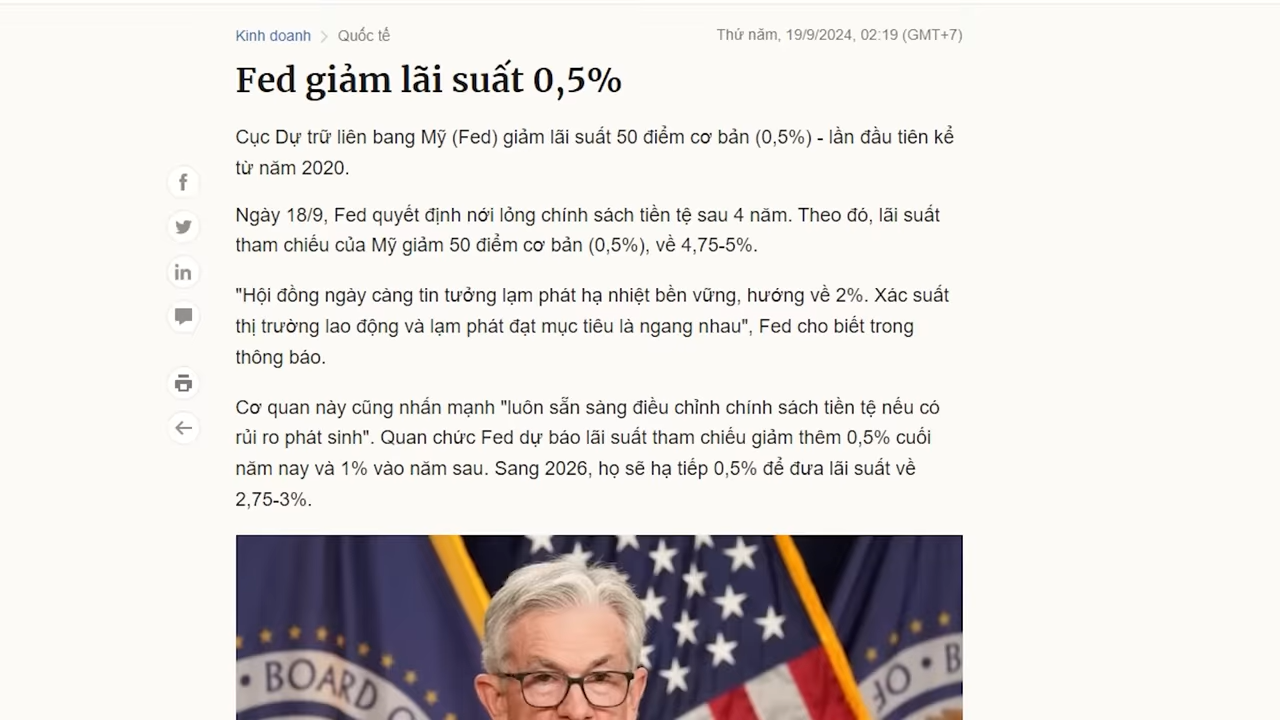 Kinh doanh > Quốc tế
Thứ năm, 19/9/2024, 02:19 (GMT+7)
Fed giảm lãi suất 0,5%
Cục Dự trữ liên bang Mỹ (Fed) giảm lãi suất 50 điểm cơ bản (0,5%) - lần đầu tiên kể
từ năm 2020.
Ngày 18/9, Fed quyết định nới lỏng chính sách tiền tệ sau 4 năm. Theo đó, lãi suất
tham chiếu của Mỹ giảm 50 điểm cơ bản (0,5%), về 4,75-5%.
"Hội đồng ngày càng tin tưởng lạm phát hạ nhiệt bền vững, hướng về 2%. Xác suất
thị trường lao động và lạm phát đạt mục tiêu là ngang nhau", Fed cho biết trong
thông báo.
Cơ quan này cũng nhấn mạnh "luôn sẵn sàng điều chỉnh chính sách tiền tệ nếu có
rủi ro phát sinh". Quan chức Fed dự báo lãi suất tham chiếu giảm thêm 0,5% cuối
năm nay và 1% vào năm sau. Sang 2026, họ sẽ hạ tiếp 0,5% để đưa lãi suất về
2,75-3%.
BOARD O
OF • B